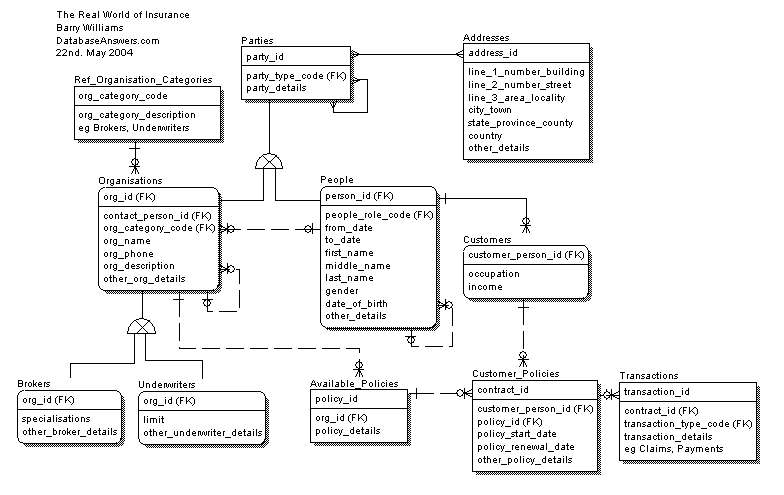 The Real World of Insurance
Barry Williams
DatabaseAnswers.com
22nd. May 2004
Parties
party_id
party_type_code (FK)
party_details
Addresses
address_id
line_1_number_building
line_2_number_street
line_3_area_locality
city_town
state_province_county
country
other_details
Ref_Organisation_Categories
org_category_code
org_category_description
eg Brokers, Underwriters
Organisations
org_id (FK)
contact_person_id (FK)
org_category_code (FK)
org_name
org_phone
org_description
other_org_details
People
person_id (FK)
people_role_code (FK)
from_date
to_date
first_name
middle_name
last_name
gender
date_of_birth
other_details
Customers
customer_person_id (FK)
occupation
income
Brokers
org_id (FK)
specialisations
other_broker_details
Underwriters
org_id (FK)
limit
other_underwriter_details
Available_Policies
policy_id
org_id (FK)
policy_details
Customer_Policies
contract_id
customer_person_id (FK)
policy_id (FK)
policy_start_date
policy_renewal_date
other_policy_details
Transactions
transaction_id
contract_id (FK)
transaction_type_code (FK)
transaction_details
eg Claims, Payments